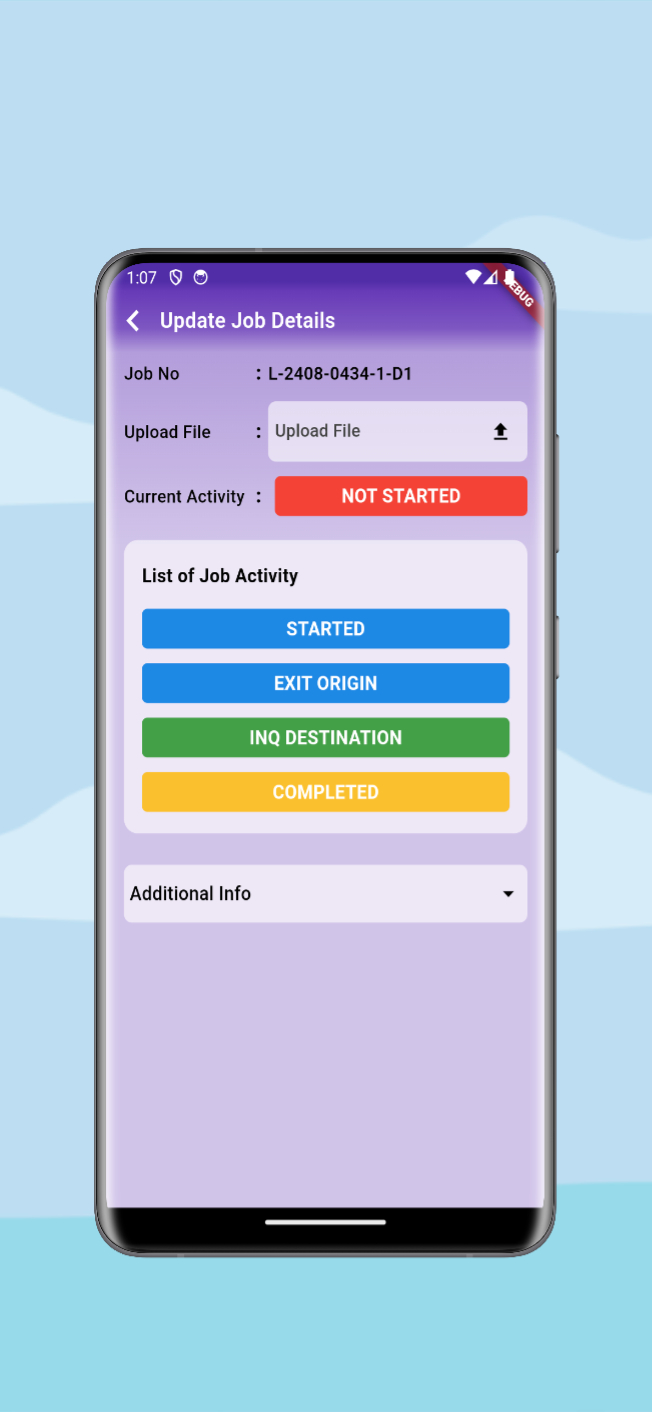 1:07
Update Job Details
Job No : L-2408-0434-1-D1
Upload File : Upload File
Current Activity : NOT STARTED
List of Job Activity
STARTED
EXIT ORIGIN
INQ DESTINATION
COMPLETED
Additional Info